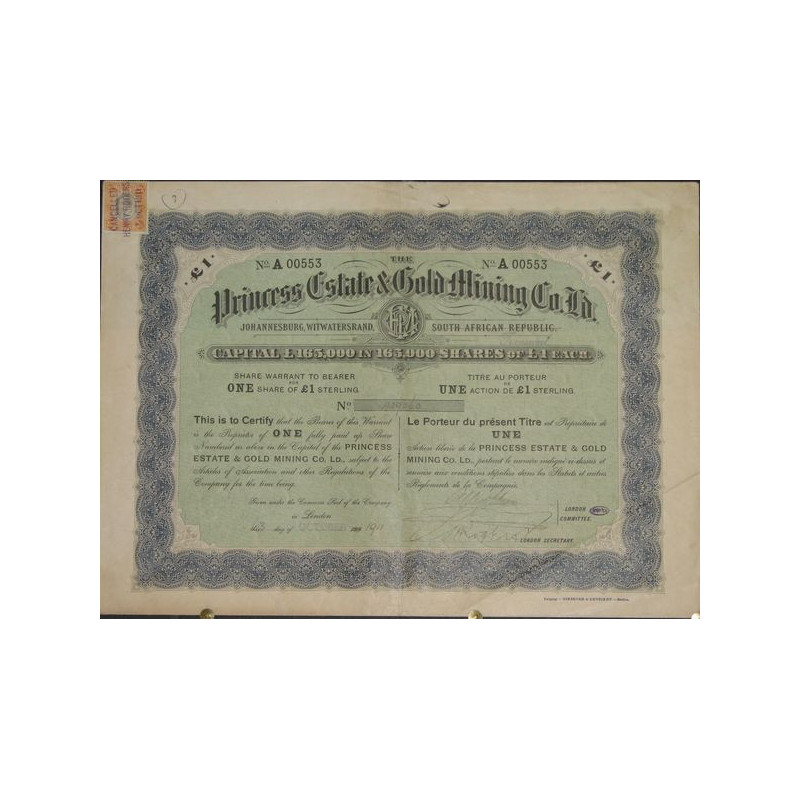 CANCELLED
£1
Nº A 00553
THE
Nº A 00553
£1
Princess Estate & Gold Mining Co. Ld.
JOHANNESBURG, WITWATERSRAND, SOUTH AFRICAN REPUBLIC.
CAPITAL £165,000 IN 165,000 SHARES OF £1 EACH.
SHARE WARRANT TO BEARER
FOR
ONE SHARE OF £1 STERLING.
TITRE AU PORTEUR
DE
UNE ACTION DE £1 STERLING.
Nº
This is to Certify that the Bearer of this Warrant
is the Proprietor of ONE fully paid up Share
Numbered as above in the Capital of the PRINCESS
ESTATE & GOLD MINING Co. Ld., subject to the
Articles of Association and other Regulations of the
Company for the time being.
Le Porteur du présent Titre est Propriétaire de
UNE
Action libérée de la PRINCESS ESTATE & GOLD
MINING Co. Ld., portant le numéro indiqué ci-dessus et
soumise aux conditions stipulées dans les Statuts et autres
Règlements de la Compagnie.
Given under the Common Seal of the Company
in London
this 3 day of OCTOBER 1911
LONDON
COMMITTEE.
LONDON SECRETARY.